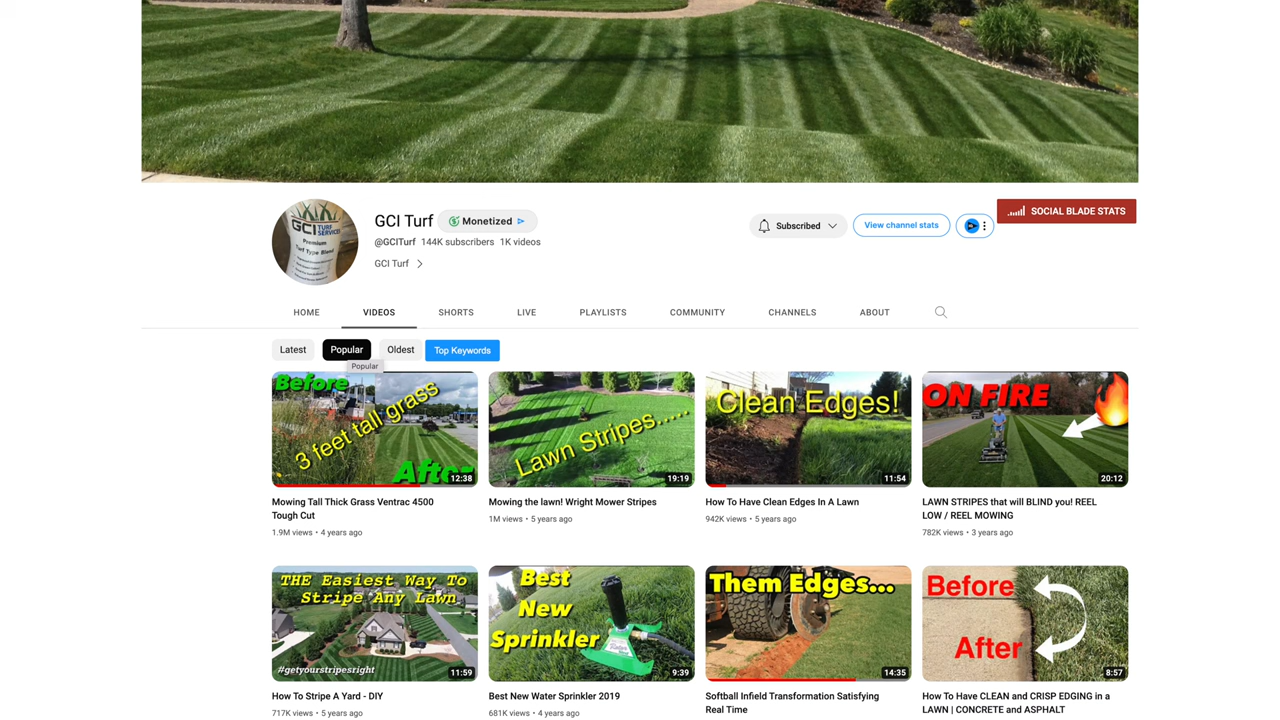 GCI TURF SERVICES
Premium
Turf Type Blend
GCI Turf
Monetized
@GCITurf 144K subscribers 1K videos
GCI Turf
Subscribed
View channel stats
SOCIAL BLADE STATS
HOME
VIDEOS
SHORTS
LIVE
PLAYLISTS
COMMUNITY
CHANNELS
ABOUT
Latest
Popular
Oldest
Top Keywords
Popular
Before
3 feet tall grass
After
12:38
Mowing Tall Thick Grass Ventrac 4500
Tough Cut
1.9M views • 4 years ago
Lawn Stripes.....
19:19
Mowing the lawn! Wright Mower Stripes
1M views • 5 years ago
Clean Edges!
11:54
How To Have Clean Edges In A Lawn
942K views • 5 years ago
ON FIRE
20:12
LAWN STRIPES that will BLIND you! REEL
LOW / REEL MOWING
782K views • 3 years ago
THE Easiest Way To
Stripe Any Lawn
#getyourstripesright
11:59
How To Stripe A Yard - DIY
717K views • 5 years ago
Best
New
Sprinkler
9:39
Best New Water Sprinkler 2019
681K views • 4 years ago
Them Edges...
14:35
Softball Infield Transformation Satisfying
Real Time
Before
After
8:57
How To Have CLEAN and CRISP EDGING in a
LAWN | CONCRETE and ASPHALT